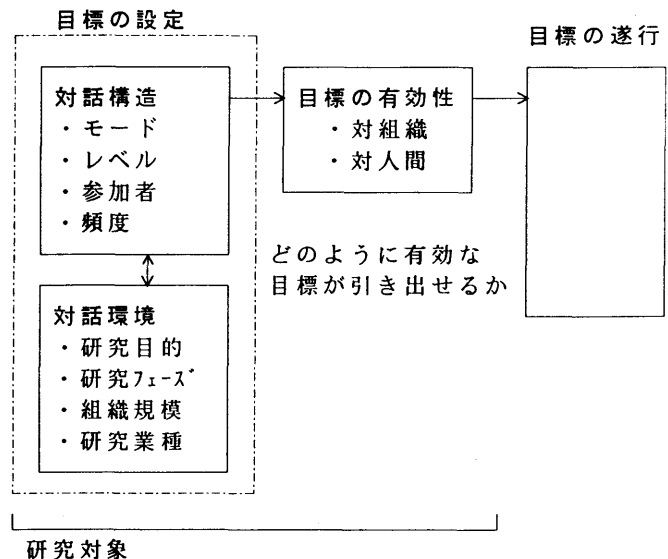 目標の設定
目標の遂行
対話構造
・モード
・レベル
・参加者
・頻度
目標の有効性
・対組織
・対人間
どのように有効な
目標が引き出せるか
対話環境
・研究目的
・研究ﾌｪｰｽﾞ
・組織規模
・研究業種
研究対象